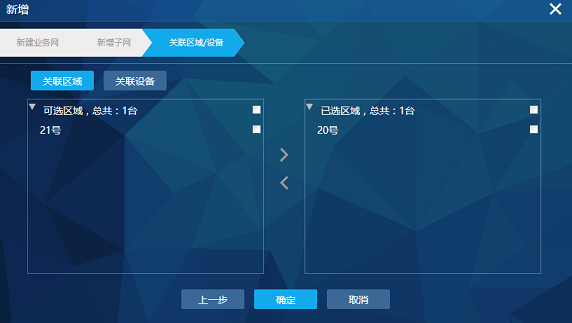 新增
新建业务网 新增子网 关联区域/设备
关联区域 关联设备
可选区域，总共：1台
21号
已选区域，总共：1台
20号
上一步 确定 取消